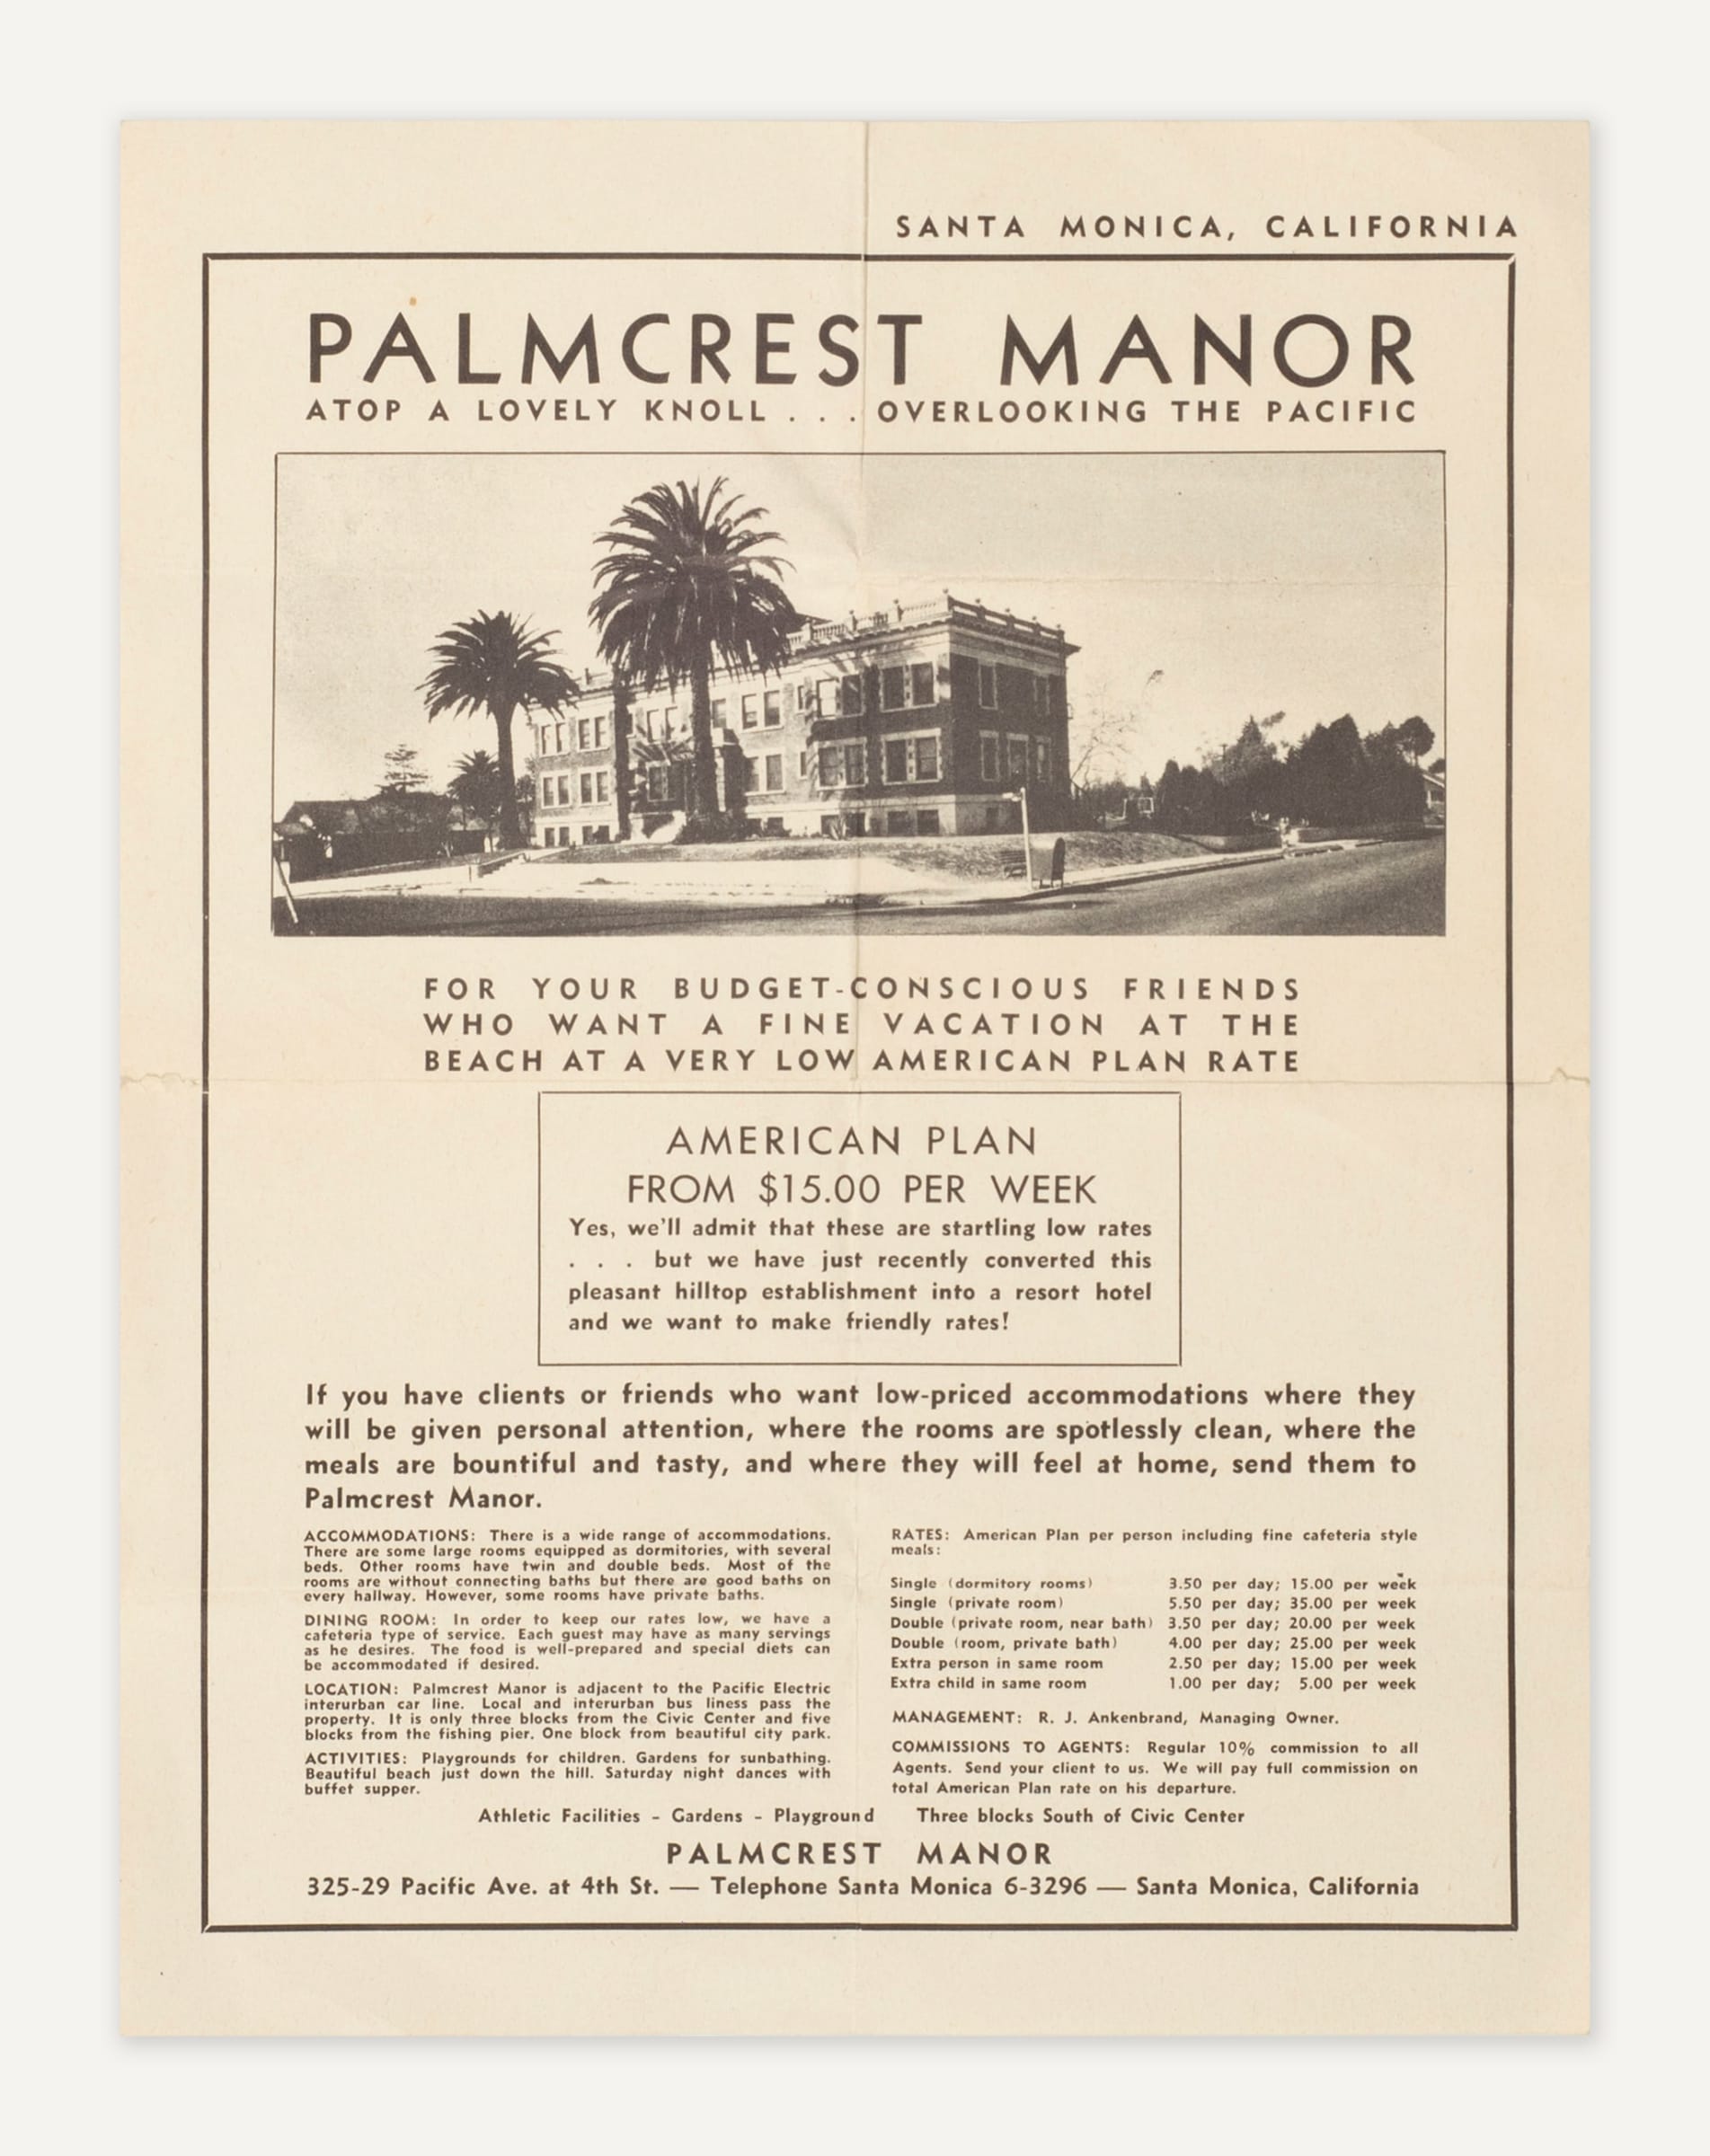 SANTA MONICA, CALIFORNIA
PALMCREST MANOR
ATOP A LOVELY KNOLL . . . OVERLOOKING THE PACIFIC
FOR YOUR BUDGET-CONSCIOUS FRIENDS
WHO WANT A FINE VACATION AT THE
BEACH AT A VERY LOW AMERICAN PLAN RATE
AMERICAN PLAN
FROM $15.00 PER WEEK
Yes, we'll admit that these are startling low rates
. . . but we have just recently converted this
pleasant hilltop establishment into a resort hotel
and we want to make friendly rates!
If you have clients or friends who want low-priced accommodations where they
will be given personal attention, where the rooms are spotlessly clean, where the
meals are bountiful and tasty, and where they will feel at home, send them to
Palmcrest Manor.
ACCOMMODATIONS: There is a wide range of accommodations.
There are some large rooms equipped as dormitories, with several
beds. Other rooms have twin and double beds. Most of the
rooms are without connecting baths but there are good baths on
every hallway. However, some rooms have private baths.
DINING ROOM: In order to keep our rates low, we have a
cafeteria type of service. Each guest may have as many servings
as he desires. The food is well-prepared and special diets can
be accommodated if desired.
LOCATION: Palmcrest Manor is adjacent to the Pacific Electric
interurban car line. Local and interurban bus liness pass the
property. It is only three blocks from the Civic Center and five
blocks from the fishing pier. One block from beautiful city park.
ACTIVITIES: Playgrounds for children. Gardens for sunbathing.
Beautiful beach just down the hill. Saturday night dances with
buffet supper.
RATES: American Plan per person including fine cafeteria style
meals:
Single (dormitory rooms) 3.50 per day; 15.00 per week
Single (private room) 5.50 per day; 35.00 per week
Double (private room, near bath) 3.50 per day; 20.00 per week
Double (room, private bath) 4.00 per day; 25.00 per week
Extra person in same room 2.50 per day; 15.00 per week
Extra child in same room 1.00 per day; 5.00 per week
MANAGEMENT: R. J. Ankenbrand, Managing Owner.
COMMISSIONS TO AGENTS: Regular 10% commission to all
Agents. Send your client to us. We will pay full commission on
total American Plan rate on his departure.
Athletic Facilities - Gardens - Playground Three blocks South of Civic Center
PALMCREST MANOR
325-29 Pacific Ave. at 4th St. — Telephone Santa Monica 6-3296 — Santa Monica, California